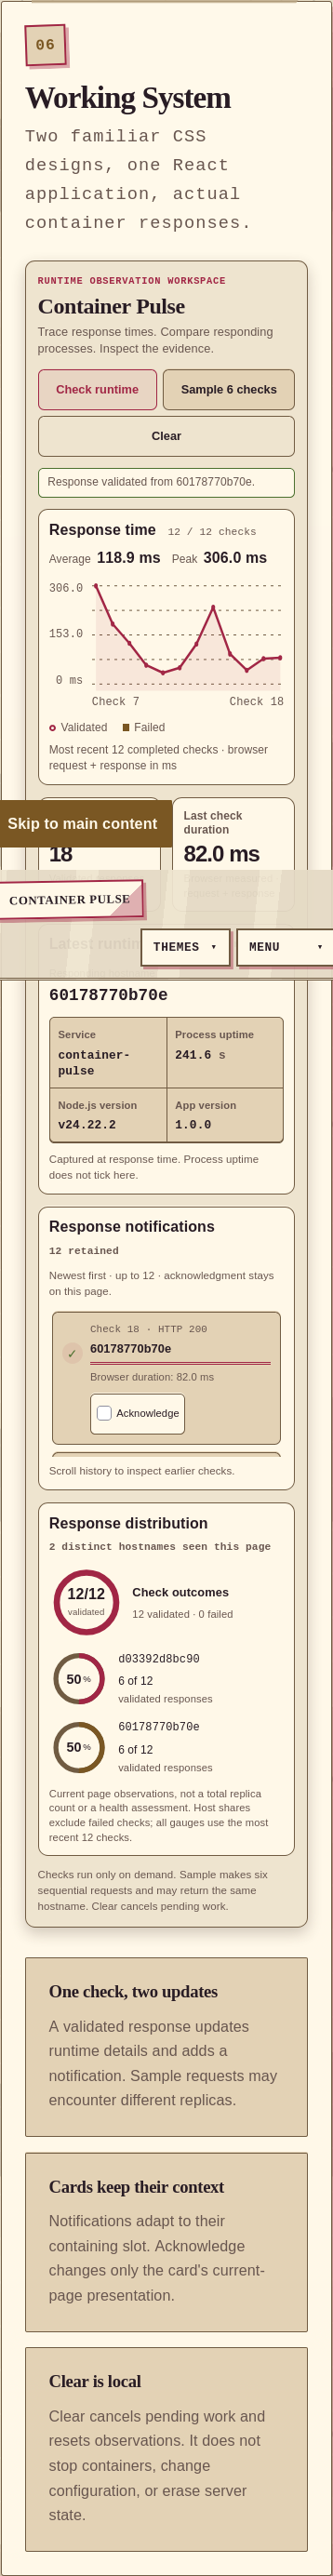 06
Working System
Two familiar CSS
designs, one React
application, actual
container responses.
RUNTIME OBSERVATION WORKSPACE
Container Pulse
Trace response times. Compare responding
processes. Inspect the evidence.
Check runtime
Sample 6 checks
Clear
Response validated from 60178770b70e.
Response time 12 / 12 checks
Average 118.9 ms Peak 306.0 ms
306.0
153.0
0 ms
Check 7
Check 18
Validated
Failed
Most recent 12 completed checks · browser
request + response in ms
Skip to main content
18
Last check
duration
82.0 ms
CONTAINER PULSE
THEMES ▾
MENU ▾
60178770b70e
Service
container-
pulse
Process uptime
241.6 s
Node.js version
v24.22.2
App version
1.0.0
Captured at response time. Process uptime
does not tick here.
Response notifications
12 retained
Newest first · up to 12 · acknowledgment stays
on this page.
✓
Check 18 · HTTP 200
60178770b70e
Browser duration: 82.0 ms
Acknowledge
Scroll history to inspect earlier checks.
Response distribution
2 distinct hostnames seen this page
12/12
validated
Check outcomes
12 validated · 0 failed
50 %
d03392d8bc90
6 of 12
validated responses
50 %
60178770b70e
6 of 12
validated responses
Current page observations, not a total replica
count or a health assessment. Host shares
exclude failed checks; all gauges use the most
recent 12 checks.
Checks run only on demand. Sample makes six
sequential requests and may return the same
hostname. Clear cancels pending work.
One check, two updates
A validated response updates
runtime details and adds a
notification. Sample requests may
encounter different replicas.
Cards keep their context
Notifications adapt to their
containing slot. Acknowledge
changes only the card's current-
page presentation.
Clear is local
Clear cancels pending work and
resets observations. It does not
stop containers, change
configuration, or erase server
state.